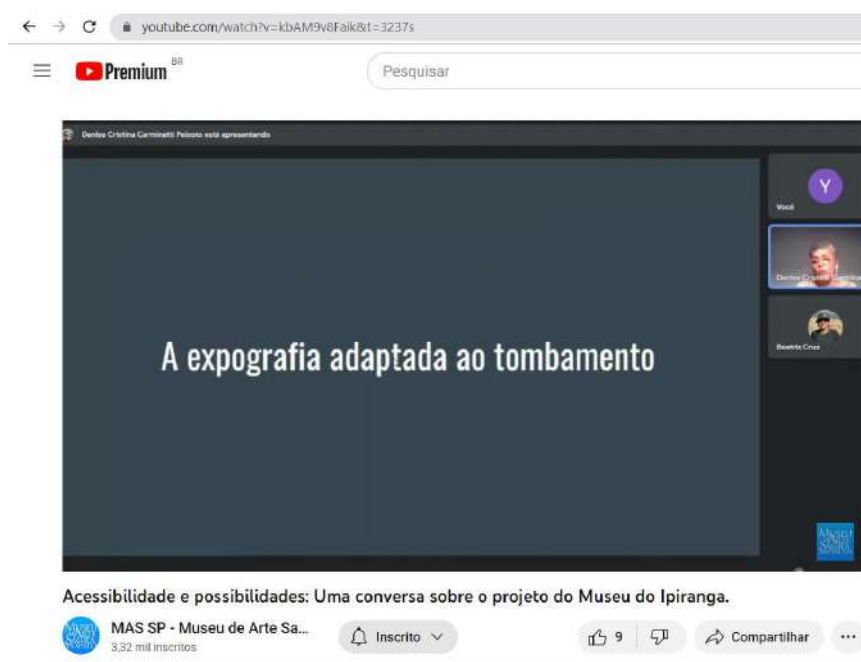 youtube.com/watch?v=kbAM9v8Faik&t=3237s
Premium BR
Pesquisar
Denise Cristina Carminatti Peixoto está apresentando
Y
Você
A expografia adaptada ao tombamento
Denise Cristina
Beatriz Cruz
Acessibilidade e possibilidades: Uma conversa sobre o projeto do Museu do Ipiranga.
MAS SP - Museu de Arte Sa...
3,32 mil inscritos
Inscrito
9
Compartilhar